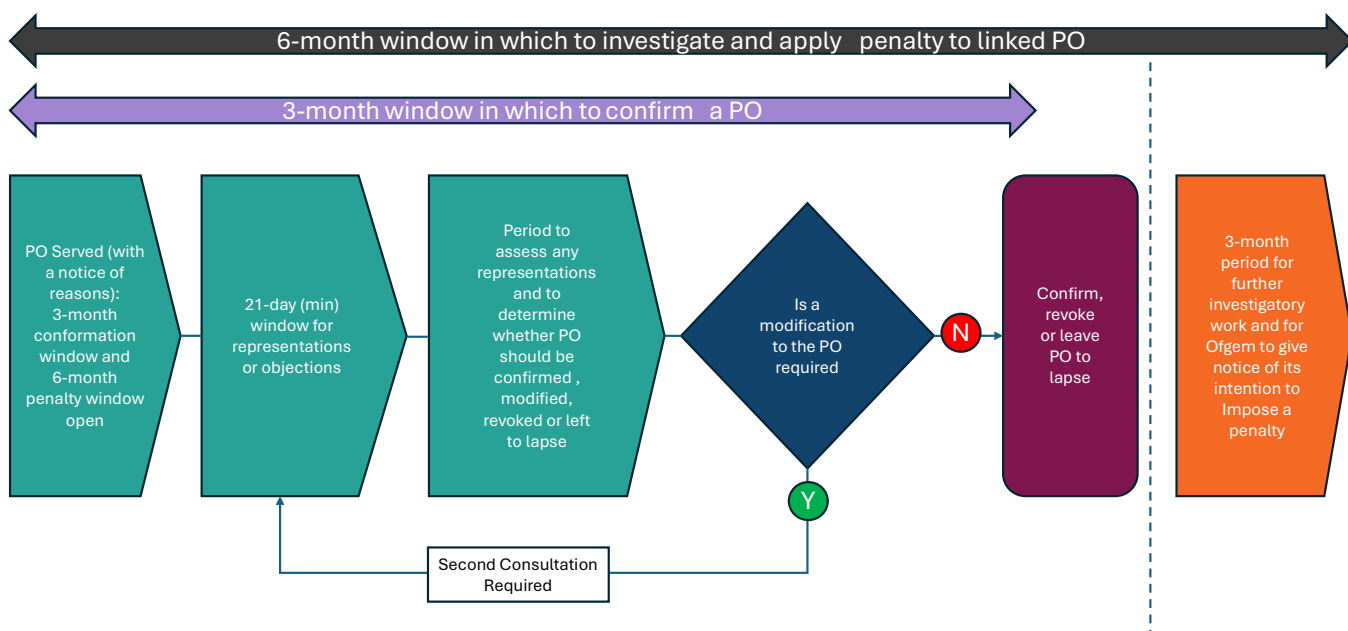 6-month window in which to investigate and apply penalty to linked PO
3-month window in which to confirm a PO
PO Served (with
a notice of
reasons):
3-month
conformation
window and
6-month
penalty window
open
21-day (min)
window for
representations
or objections
Period to
assess any
representations
and to
determine
whether PO
should be
confirmed ,
modified,
revoked or left
to lapse
Is a
modification
to the PO
required
N
Y
Second Consultation
Required
Confirm,
revoke
or leave
PO to
lapse
3-month
period for
further
investigatory
work and for
Ofgem to give
notice of its
intention to
Impose a
penalty